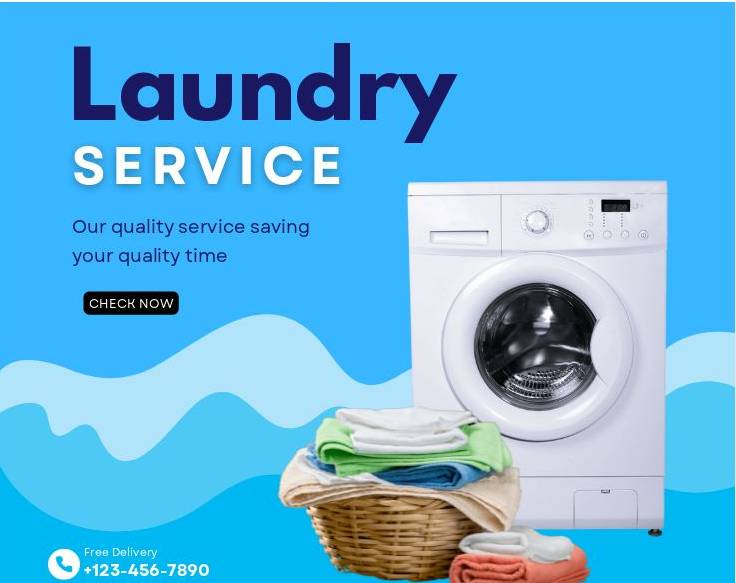 Laundry
SERVICE
Our quality service saving
your quality time
CHECK NOW
Free Delivery
+123-456-7890